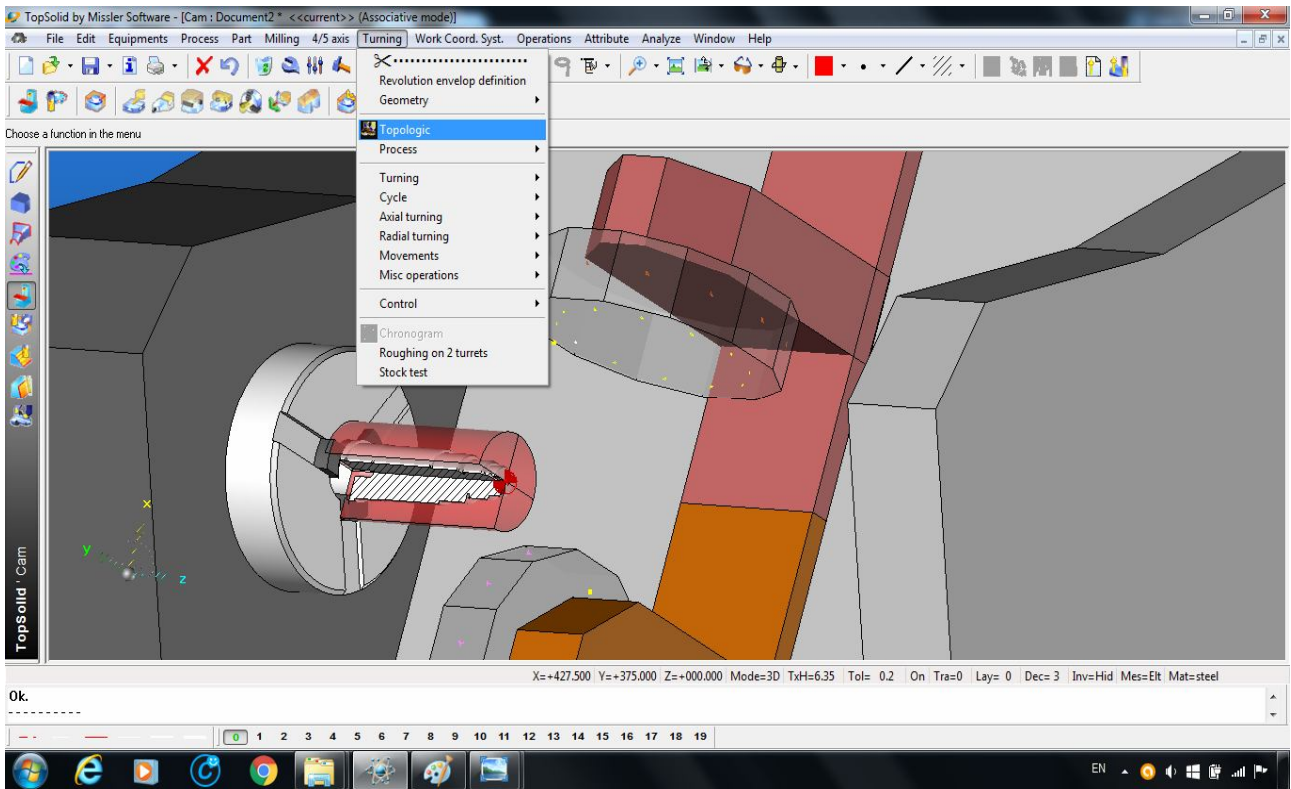 TopSolid by Missler Software - [Cam : Document2 * <<current>> (Associative mode)]
File Edit Equipments Process Part Milling 4/5 axis Turning Work Coord. Syst. Operations Attribute Analyze Window Help
Revolution envelop definition
Geometry
Choose a function in the menu
Topologic
Process
Turning
Cycle
Axial turning
Radial turning
Movements
Misc operations
Control
Chronogram
Roughing on 2 turrets
Stock test
x
y
z
TopSolid'Cam
X=+427.500 Y=+375.000 Z=+000.000 Mode=3D TxH=6.35 Tol= 0.2 On Tra=0 Lay= 0 Dec= 3 Inv=Hid Mes=Elt Mat=steel
Ok.
----------
0 1 2 3 4 5 6 7 8 9 10 11 12 13 14 15 16 17 18 19
EN